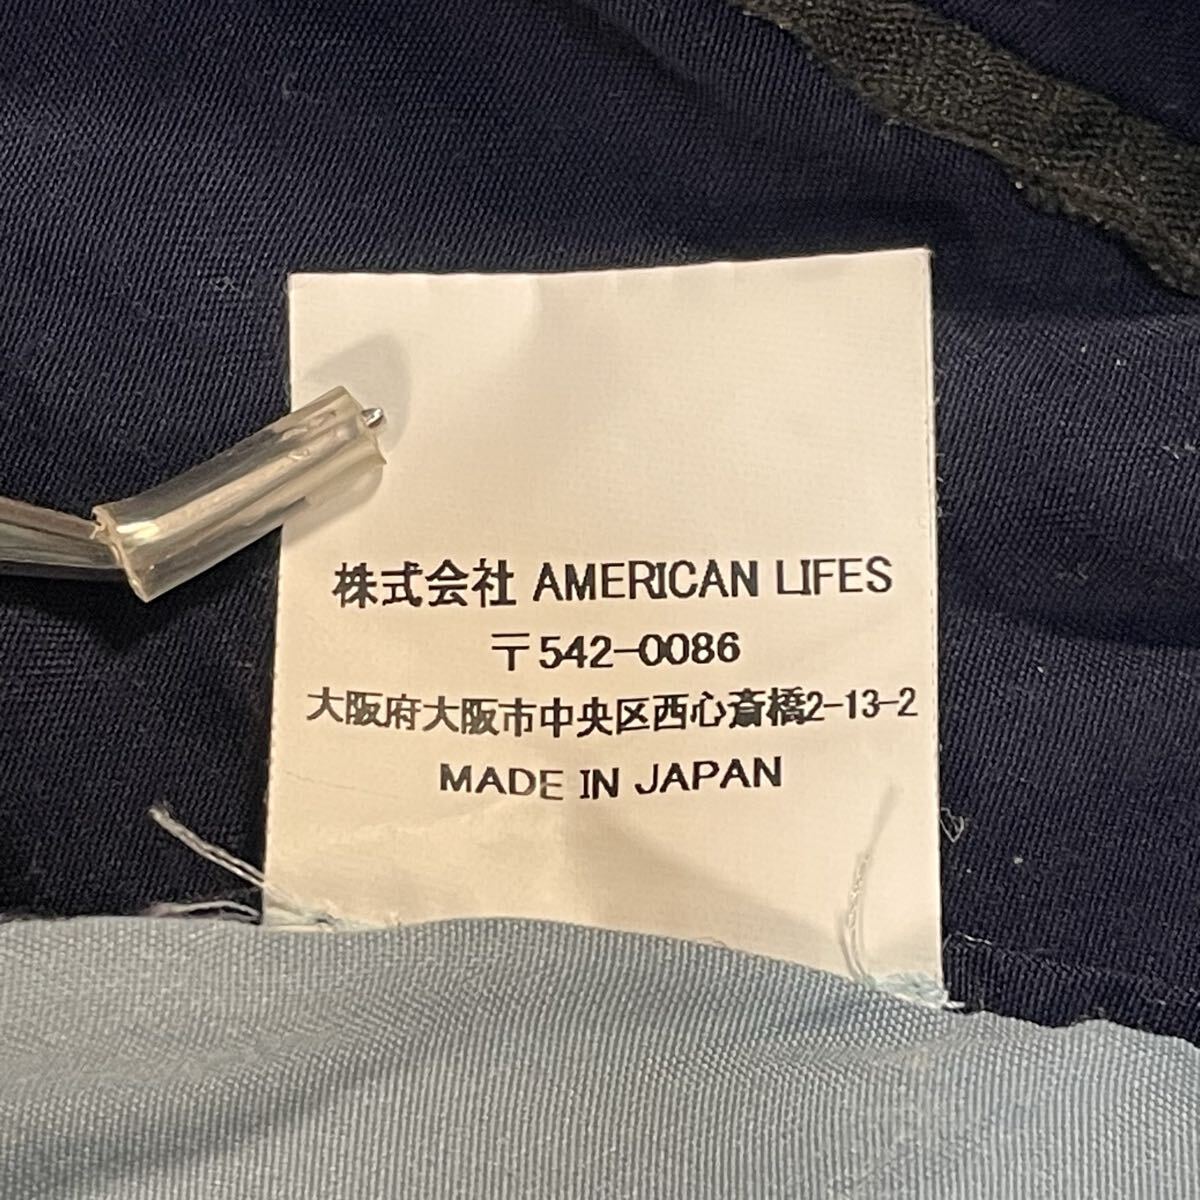 株式会社 AMERICAN LIFES
〒542-0086
大阪府大阪市中央区西心斎橋2-13-2
MADE IN JAPAN